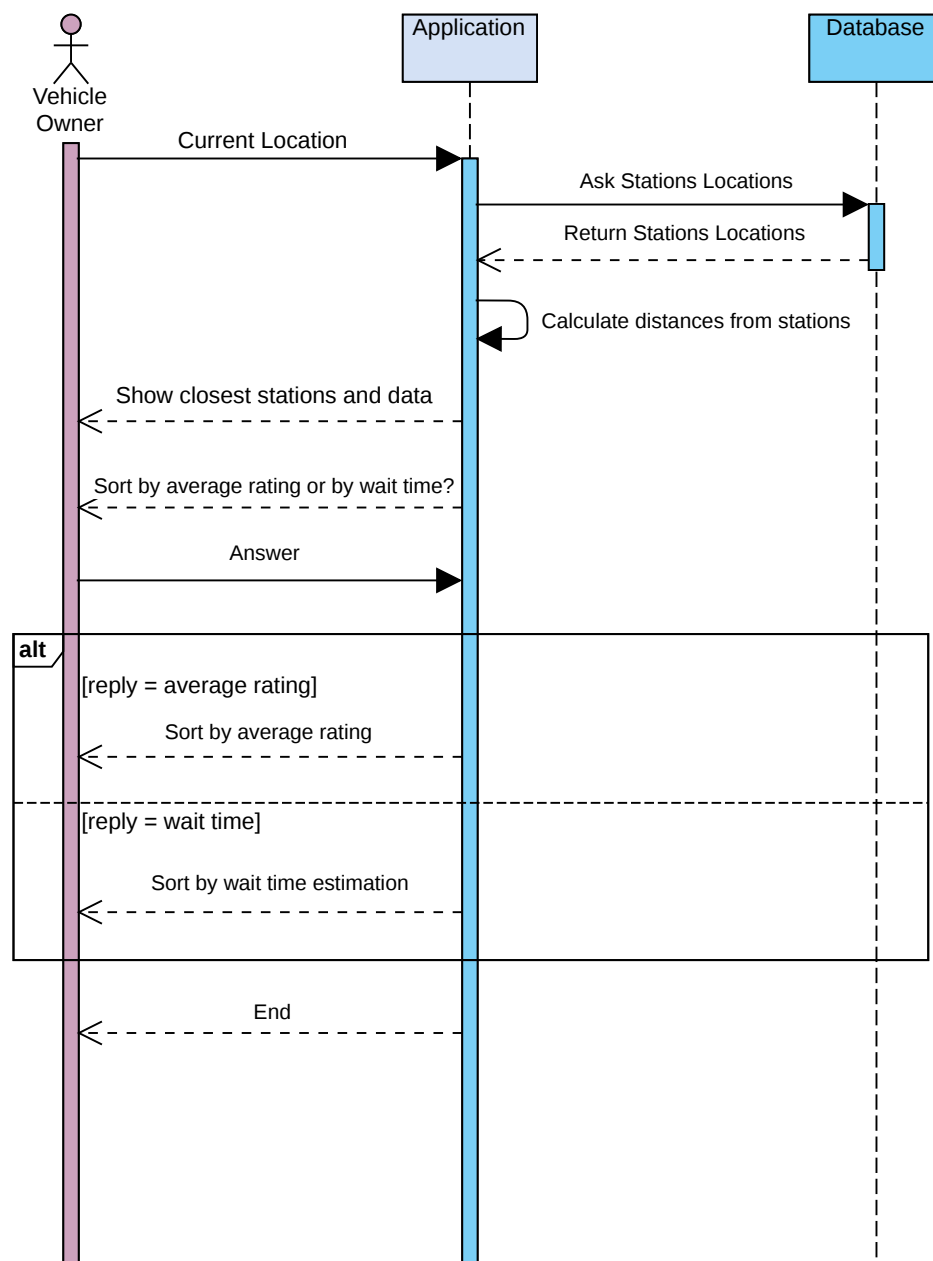 Application
Database
Vehicle
Owner
Current Location
Ask Stations Locations
Return Stations Locations
Calculate distances from stations
Show closest stations and data
Sort by average rating or by wait time?
Answer
alt
[reply = average rating]
Sort by average rating
[reply = wait time]
Sort by wait time estimation
End